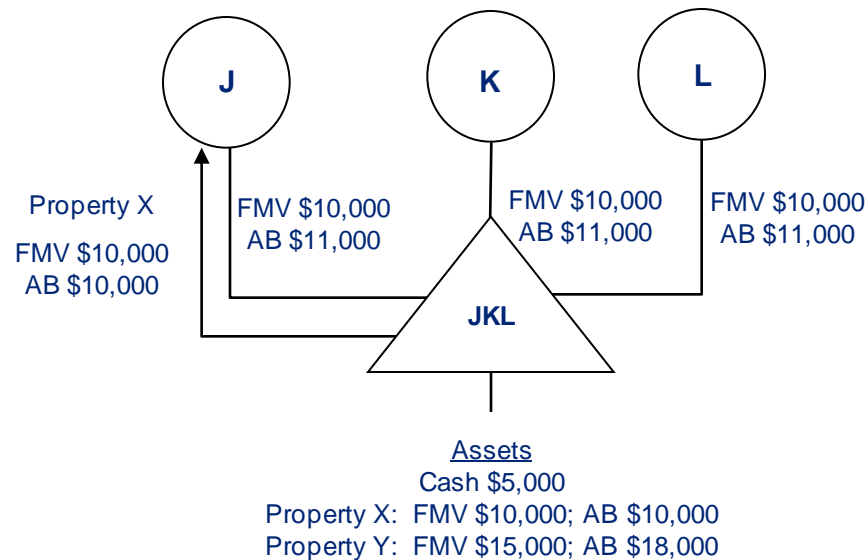 J
K
L
Property X
FMV $10,000
AB $10,000
FMV $10,000
AB $11,000
FMV $10,000
AB $11,000
FMV $10,000
AB $11,000
JKL
Assets
Cash $5,000
Property X: FMV $10,000; AB $10,000
Property Y: FMV $15,000; AB $18,000